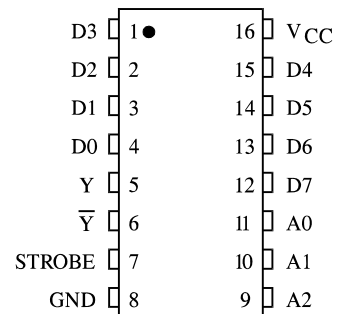 D3 1 16 VCC
D2 2 15 D4
D1 3 14 D5
D0 4 13 D6
Y 5 12 D7
Y̅ 6 11 A0
STROBE 7 10 A1
GND 8 9 A2